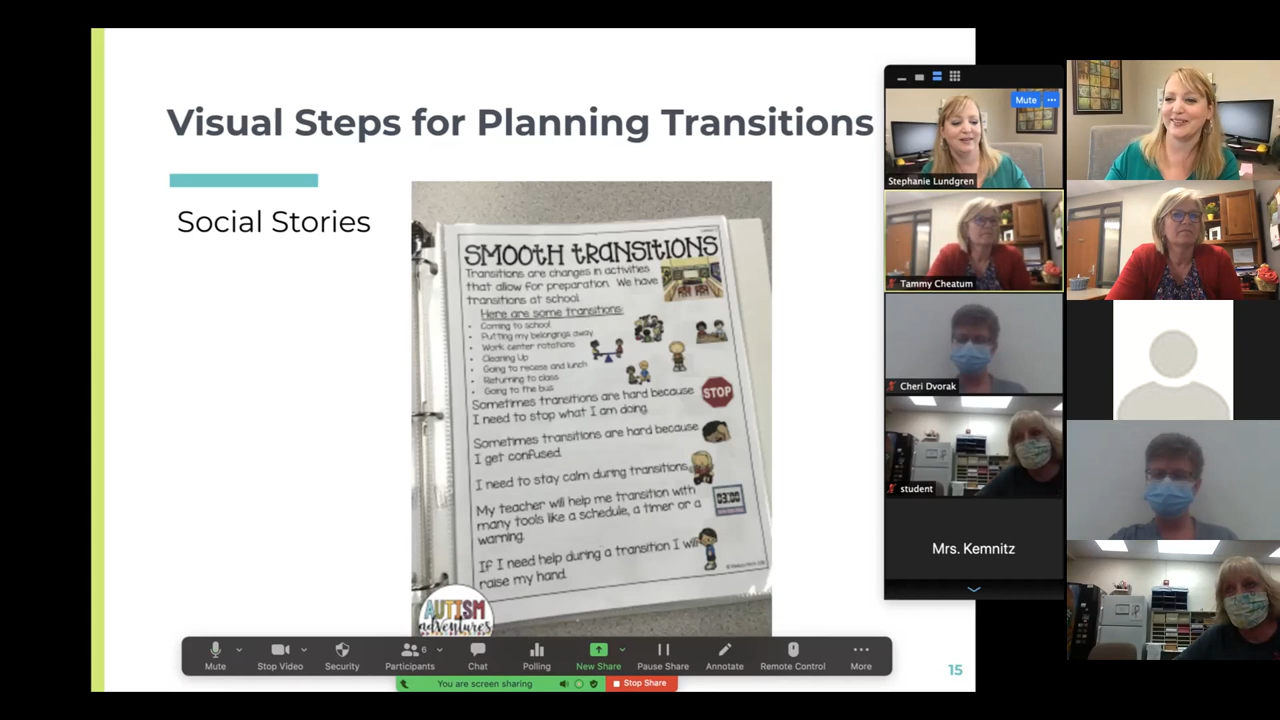 Visual Steps for Planning Transitions
Social Stories
SMOOTH TRANSITIONS
Transitions are changes in activities
that allow for preparation. We have
transitions at school.
Here are some transitions:
• Coming to school
• Putting my belongings away
• Work center rotations
• Cleaning Up
• Going to recess and lunch
• Returning to class
• Going to the bus
Sometimes transitions are hard because
I need to stop what I am doing.
STOP
Sometimes transitions are hard because
I get confused.
I need to stay calm during transitions.
My teacher will help me transition with
many tools like a schedule, a timer or a
warning.
03:00
If I need help during a transition I will
raise my hand.
AUTISM
adventures
Mute
Stephanie Lundgren
Tammy Cheatum
Cheri Dvorak
student
Mrs. Kemnitz
Mute
Stop Video
Security
Participants
6
Chat
Polling
New Share
Pause Share
Annotate
Remote Control
More
You are screen sharing
Stop Share
15